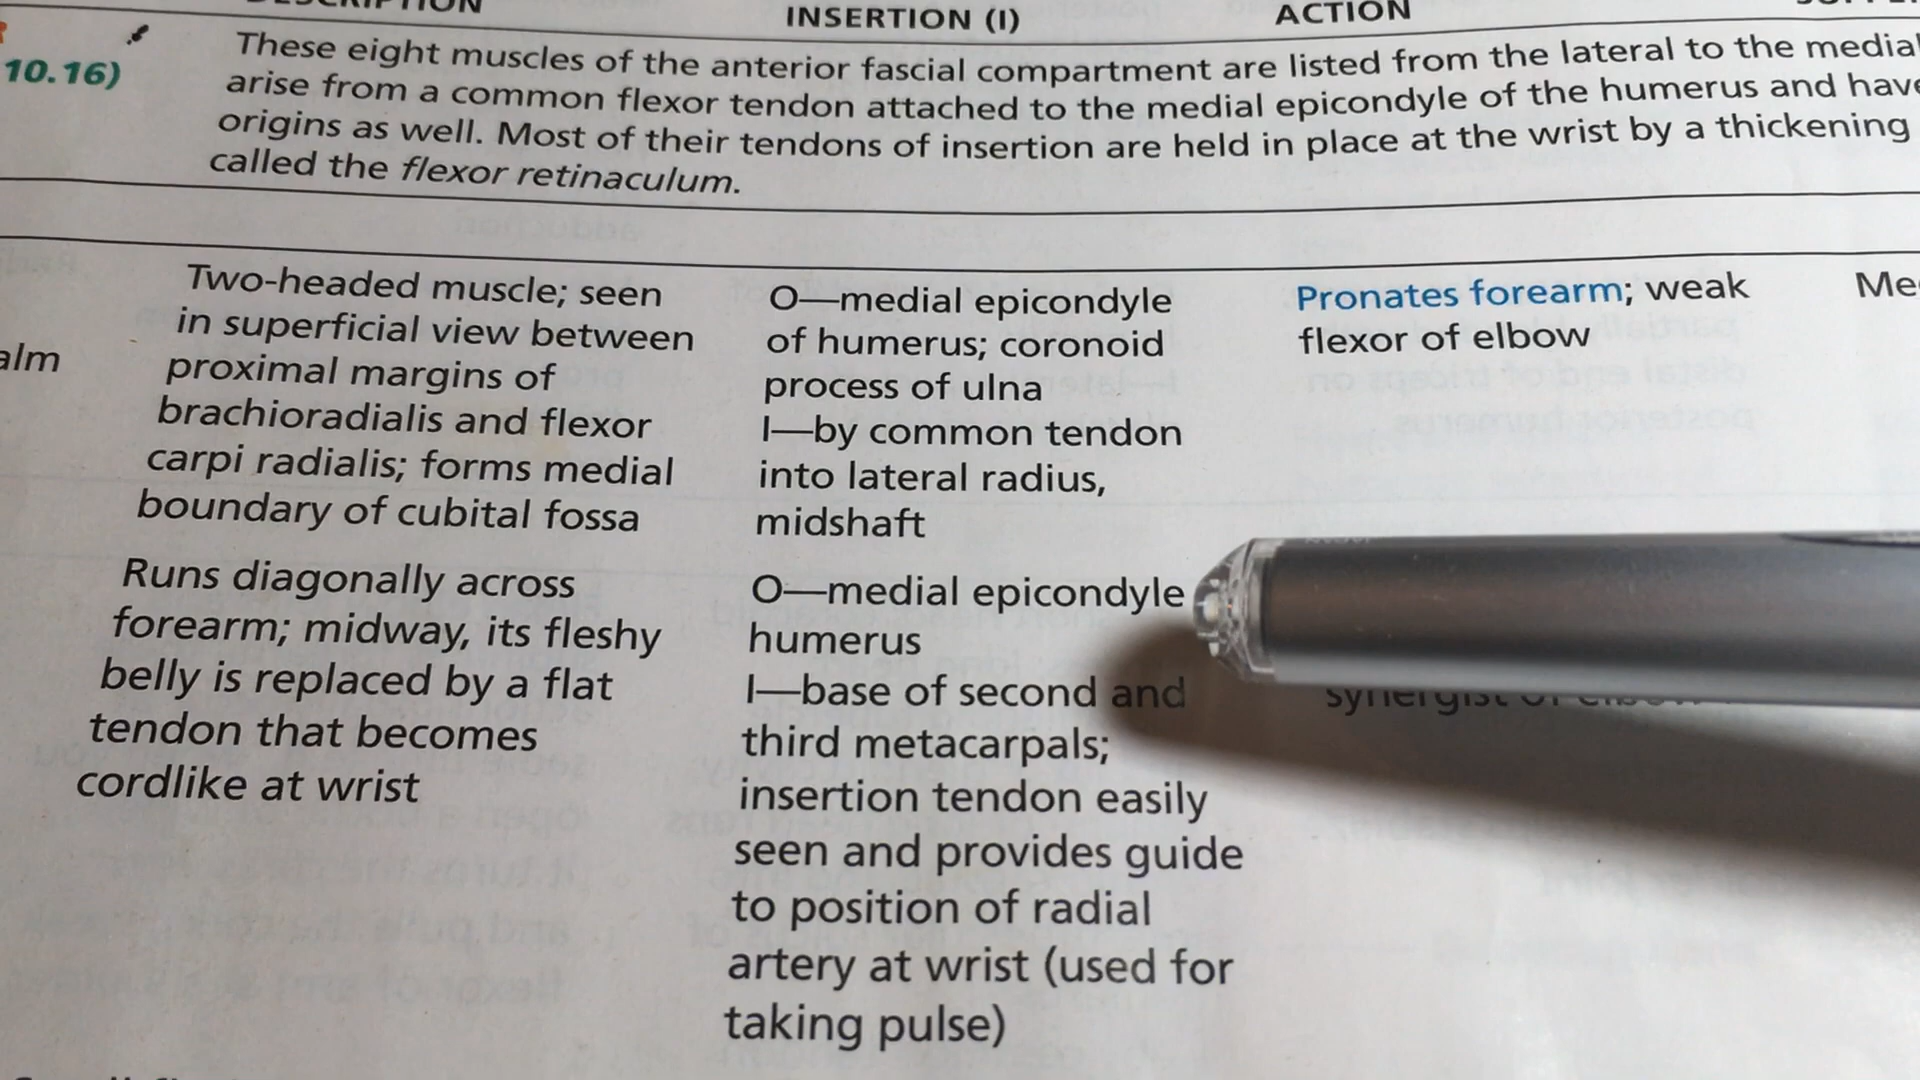 INSERTION (I)
ACTION
10.16)
These eight muscles of the anterior fascial compartment are listed from the lateral to the medial
arise from a common flexor tendon attached to the medial epicondyle of the humerus and have
origins as well. Most of their tendons of insertion are held in place at the wrist by a thickening
called the flexor retinaculum.
alm
Two-headed muscle; seen
in superficial view between
proximal margins of
brachioradialis and flexor
carpi radialis; forms medial
boundary of cubital fossa
O—medial epicondyle
of humerus; coronoid
process of ulna
I—by common tendon
into lateral radius,
midshaft
Pronates forearm; weak
flexor of elbow
Me
Runs diagonally across
forearm; midway, its fleshy
belly is replaced by a flat
tendon that becomes
cordlike at wrist
O—medial epicondyle
humerus
I—base of second and
third metacarpals;
insertion tendon easily
seen and provides guide
to position of radial
artery at wrist (used for
taking pulse)
synergist of